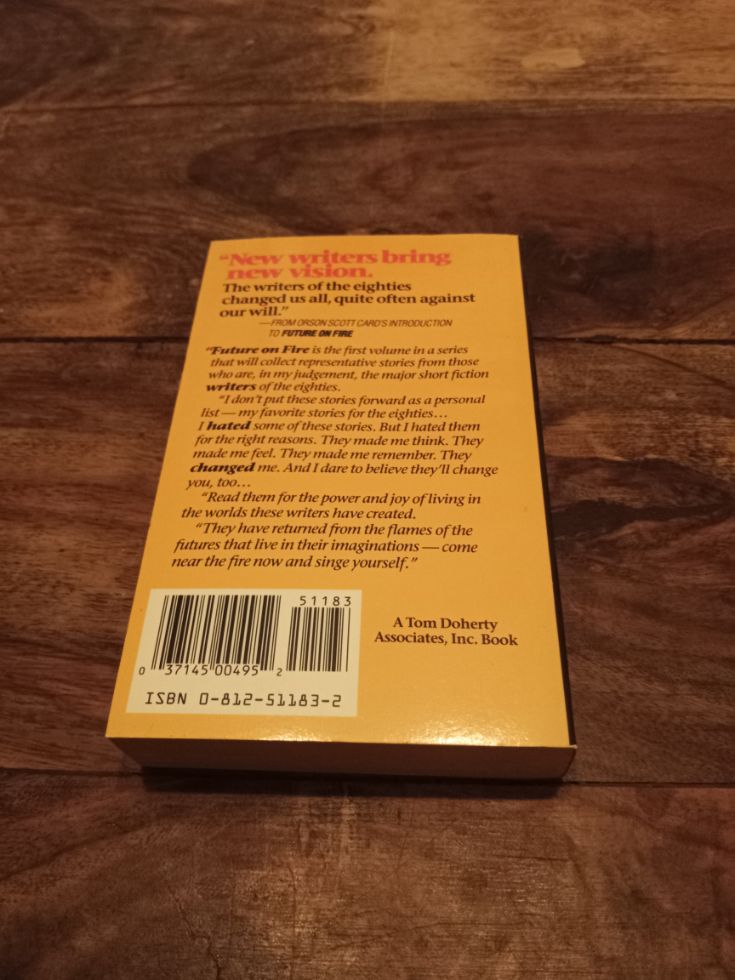 “New writers bring
new vision.
The writers of the eighties
changed us all, quite often against
our will.”
—FROM ORSON SCOTT CARD'S INTRODUCTION
TO FUTURE ON FIRE
“Future on Fire is the first volume in a series
that will collect representative stories from those
who are, in my judgement, the major short fiction
writers of the eighties.
“I don't put these stories forward as a personal
list — my favorite stories for the eighties...
I hated some of these stories. But I hated them
for the right reasons. They made me think. They
made me feel. They made me remember. They
changed me. And I dare to believe they'll change
you, too...
“Read them for the power and joy of living in
the worlds these writers have created.
“They have returned from the flames of the
futures that live in their imaginations — come
near the fire now and singe yourself.”
51183
0 37145 00495 2
ISBN 0-812-51183-2
A Tom Doherty
Associates, Inc. Book